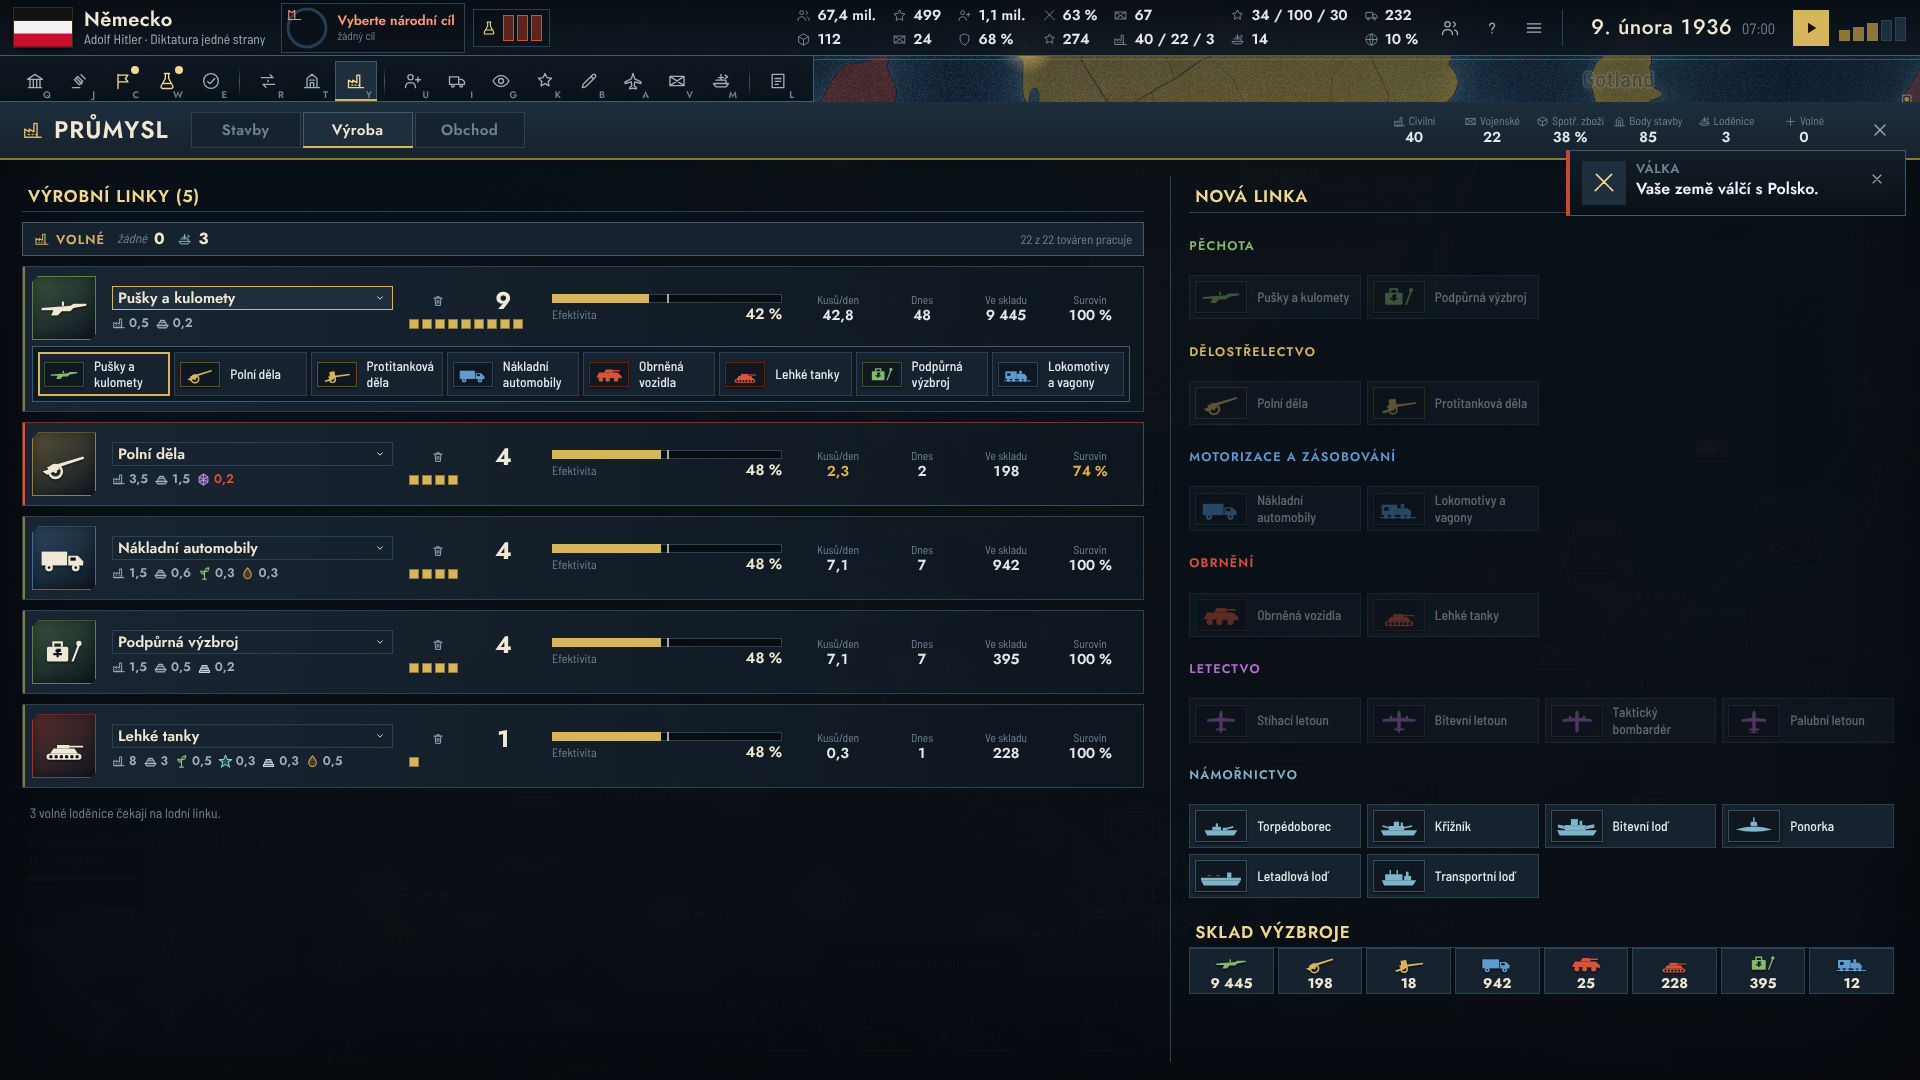 Německo
Adolf Hitler · Diktatura jedné strany
Vyberte národní cíl
žádný cíl
67,4 mil. 499 1,1 mil. 63 % 67 34 / 100 / 30 232
112 24 68 % 274 40 / 22 / 3 14 10 %
?
9. února 1936 07:00
Q J C W E R T Y U I G K B A V M L
Gotland
PRŮMYSL
Stavby Výroba Obchod
Civilní Vojenské Spotř. zboží Body stavby Loděnice Volné
40 22 38 % 85 3 0
VÁLKA
Vaše země válčí s Polsko.
VÝROBNÍ LINKY (5)
VOLNÉ žádné 0 3 22 z 22 továren pracuje
Pušky a kulomety 9 Kusů/den Dnes Ve skladu Surovin
0,5 0,2 Efektivita 42 % 42,8 48 9 445 100 %
Pušky a kulomety
Polní děla
Protitanková děla
Nákladní automobily
Obrněná vozidla
Lehké tanky
Podpůrná výzbroj
Lokomotivy a vagony
Polní děla 4 Kusů/den Dnes Ve skladu Surovin
3,5 1,5 0,2 Efektivita 48 % 2,3 2 198 74 %
Nákladní automobily 4 Kusů/den Dnes Ve skladu Surovin
1,5 0,6 0,3 0,3 Efektivita 48 % 7,1 7 942 100 %
Podpůrná výzbroj 4 Kusů/den Dnes Ve skladu Surovin
1,5 0,5 0,2 Efektivita 48 % 7,1 7 395 100 %
Lehké tanky 1 Kusů/den Dnes Ve skladu Surovin
8 3 0,5 0,3 0,3 0,5 Efektivita 48 % 0,3 1 228 100 %
3 volné loděnice čekají na lodní linku.
NOVÁ LINKA
PĚCHOTA
Pušky a kulomety Podpůrná výzbroj
DĚLOSTŘELECTVO
Polní děla Protitanková děla
MOTORIZACE A ZÁSOBOVÁNÍ
Nákladní automobily
Lokomotivy a vagony
OBRNĚNÍ
Obrněná vozidla Lehké tanky
LETECTVO
Stíhací letoun Bitevní letoun Taktický bombardér Palubní letoun
NÁMOŘNICTVO
Torpédoborec Křižník Bitevní loď Ponorka
Letadlová loď Transportní loď
SKLAD VÝZBROJE
9 445 198 18 942 25 228 395 12